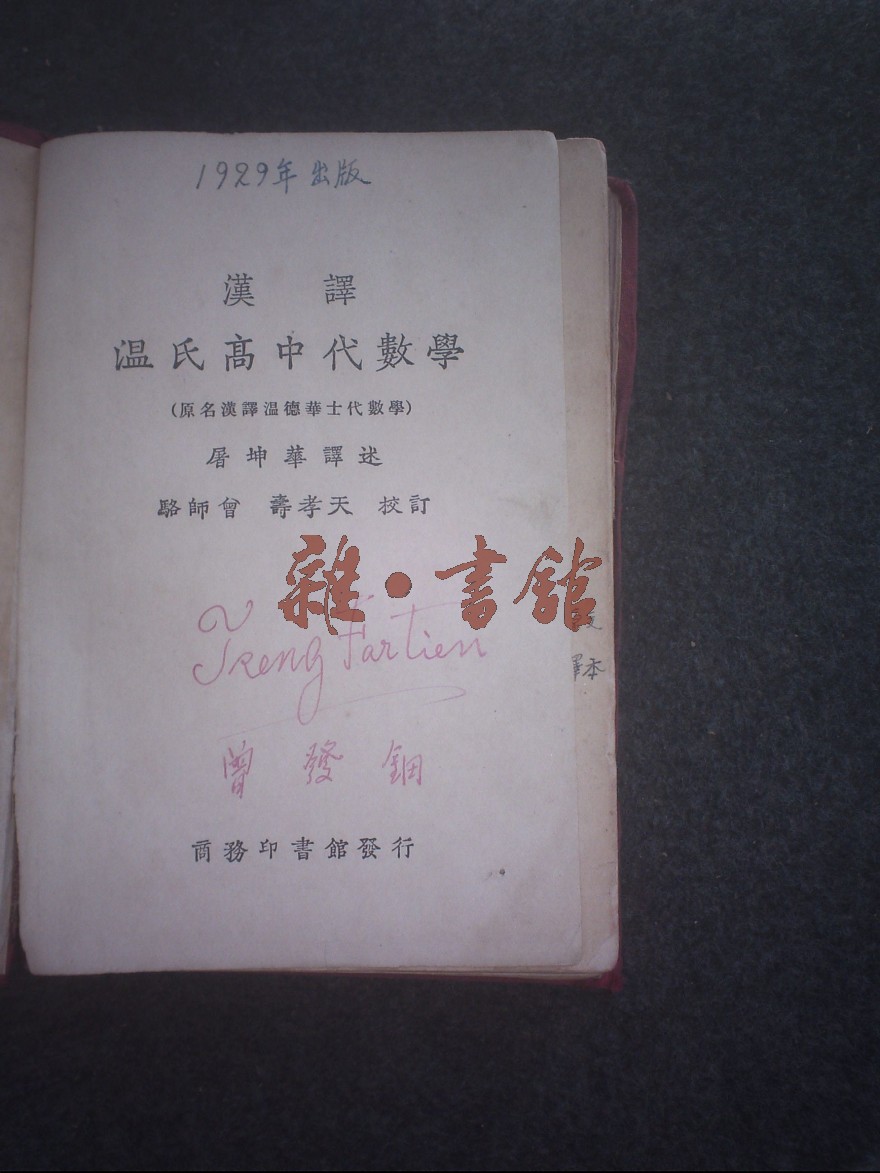 1929年出版
漢 譯
温氏高中代數學
(原名漢譯温德華士代數學)
屠坤華譯述
駱師曾 壽孝天 校訂
雜·書館
Tseng Fartien
譯本
曾發鈿
商務印書館發行